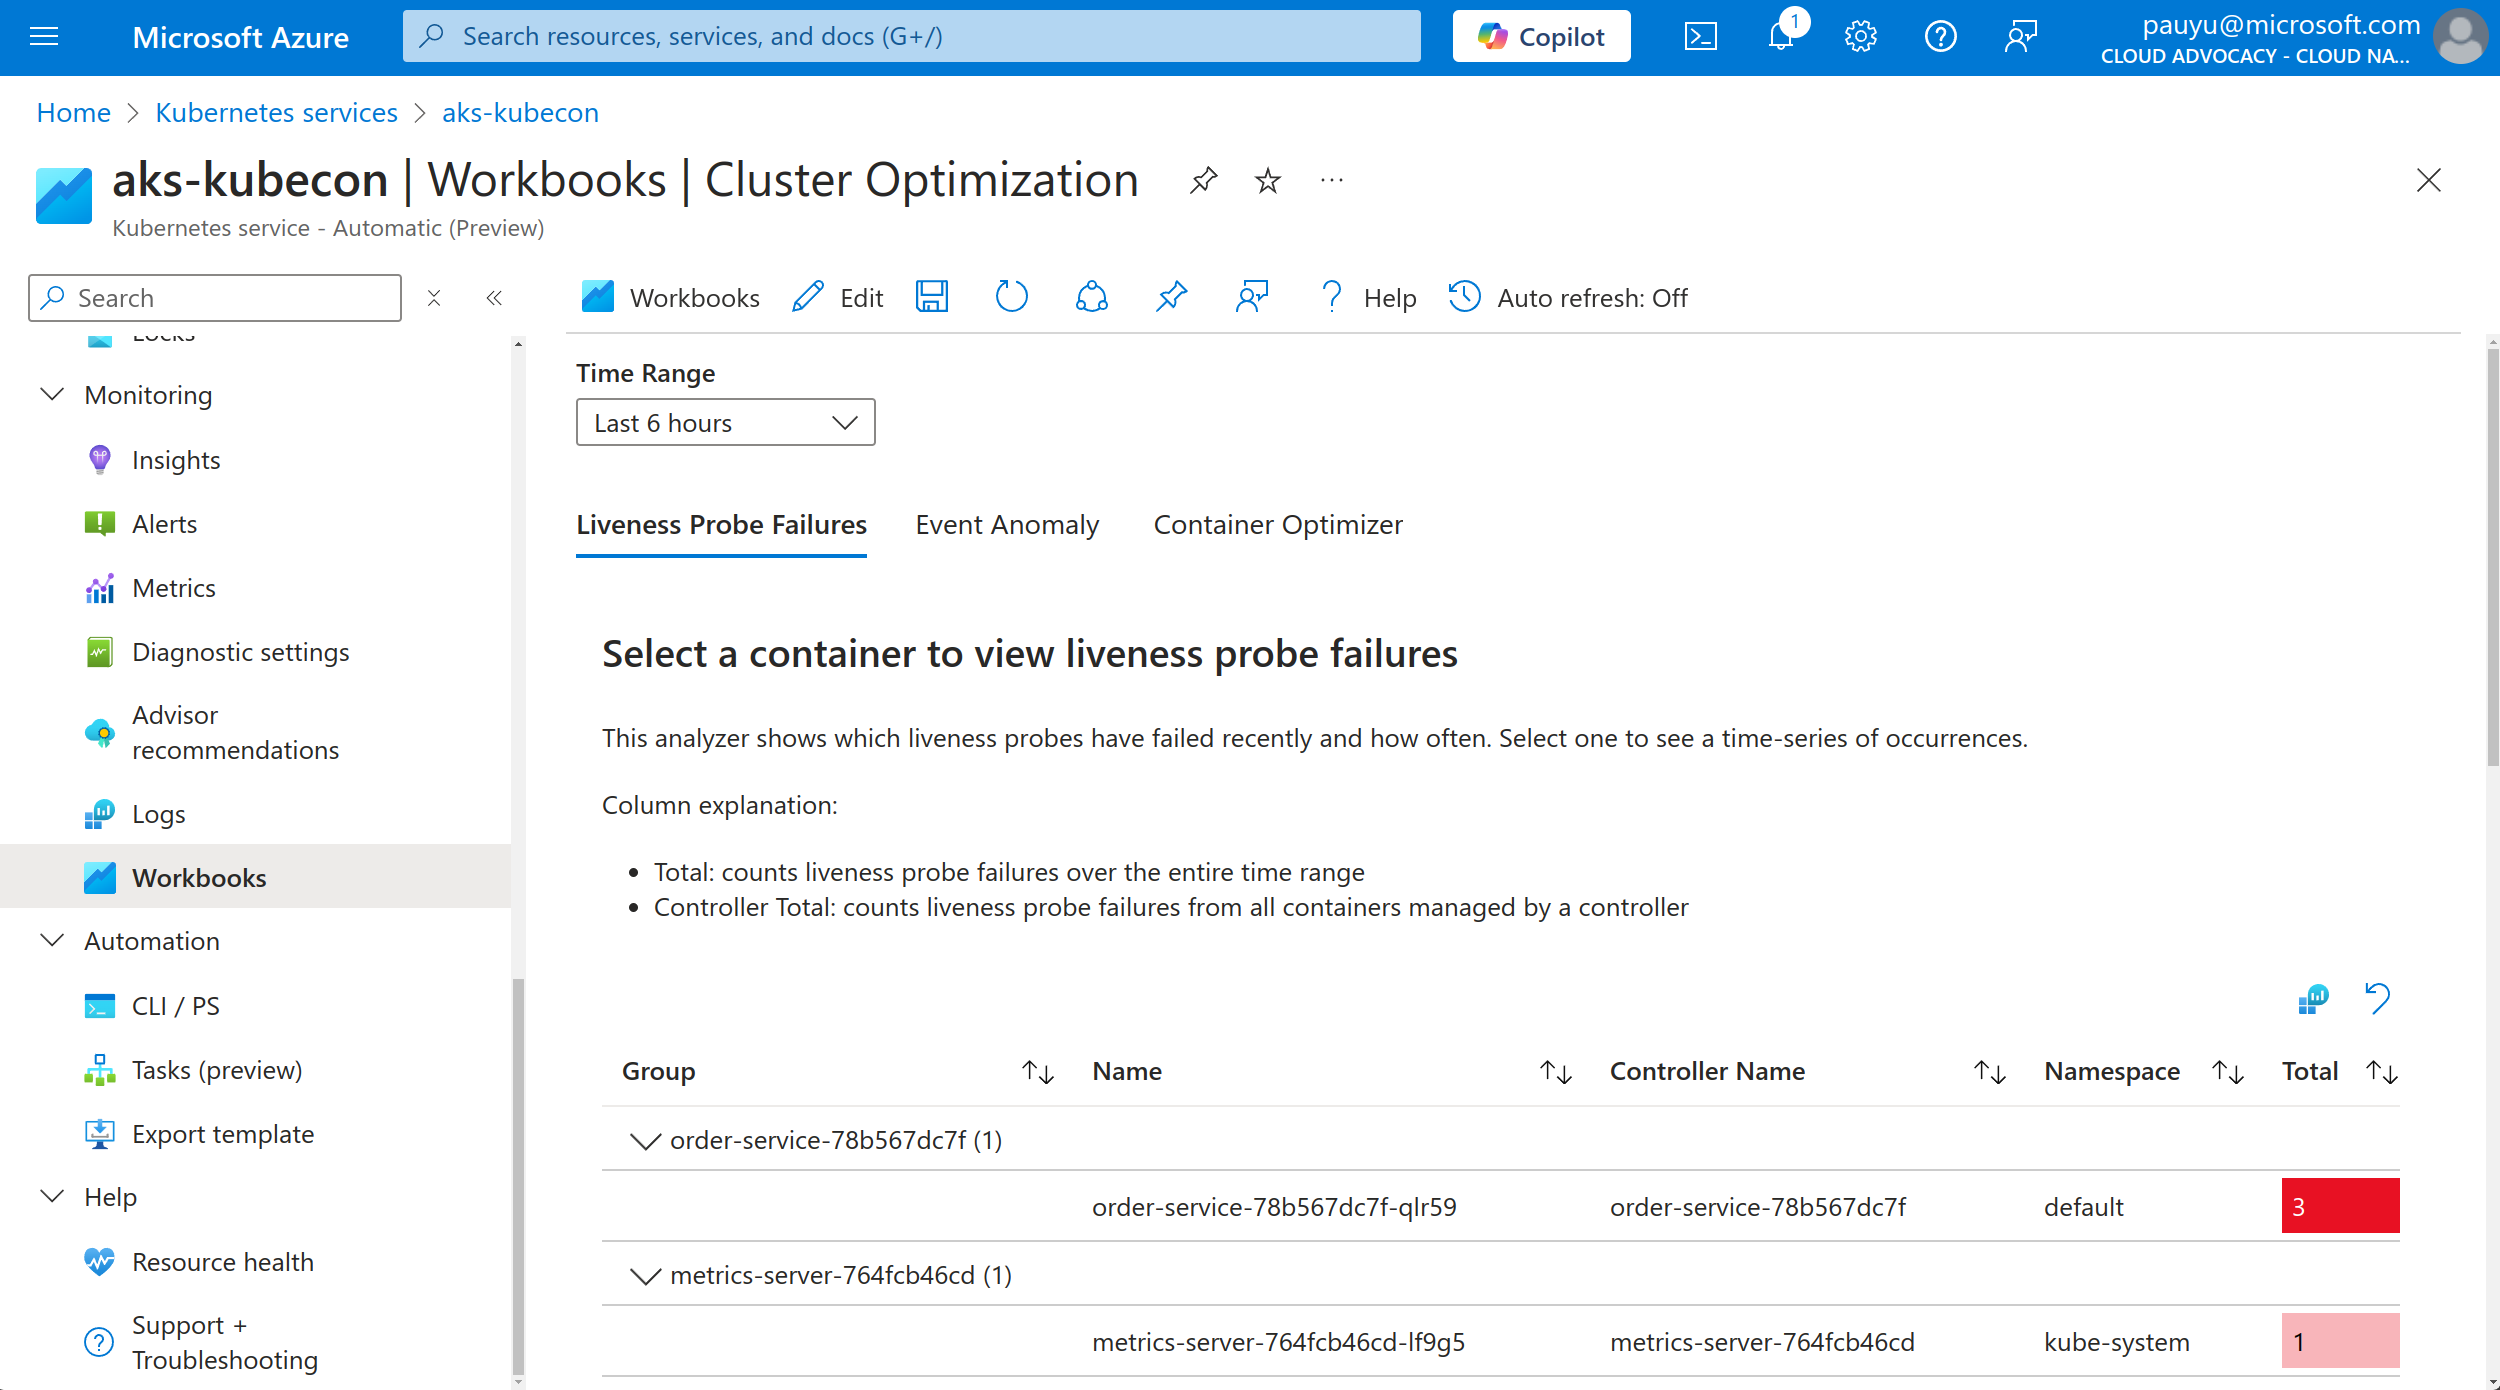 Microsoft Azure
Search resources, services, and docs (G+/)
Copilot
1
pauyu@microsoft.com
CLOUD ADVOCACY - CLOUD NA...
Home
Kubernetes services
aks-kubecon
aks-kubecon | Workbooks | Cluster Optimization
Kubernetes service - Automatic (Preview)
Search
Locks
Monitoring
Insights
Alerts
Metrics
Diagnostic settings
Advisor
recommendations
Logs
Workbooks
Automation
CLI / PS
Tasks (preview)
Export template
Help
Resource health
Support +
Troubleshooting
Workbooks
Edit
Help
Auto refresh: Off
Time Range
Last 6 hours
Liveness Probe Failures
Event Anomaly
Container Optimizer
Select a container to view liveness probe failures
This analyzer shows which liveness probes have failed recently and how often. Select one to see a time-series of occurrences.
Column explanation:
• Total: counts liveness probe failures over the entire time range
• Controller Total: counts liveness probe failures from all containers managed by a controller
Group Name Controller Name Namespace Total
order-service-78b567dc7f (1)
order-service-78b567dc7f-qlr59 order-service-78b567dc7f default 3
metrics-server-764fcb46cd (1)
metrics-server-764fcb46cd-lf9g5 metrics-server-764fcb46cd kube-system 1